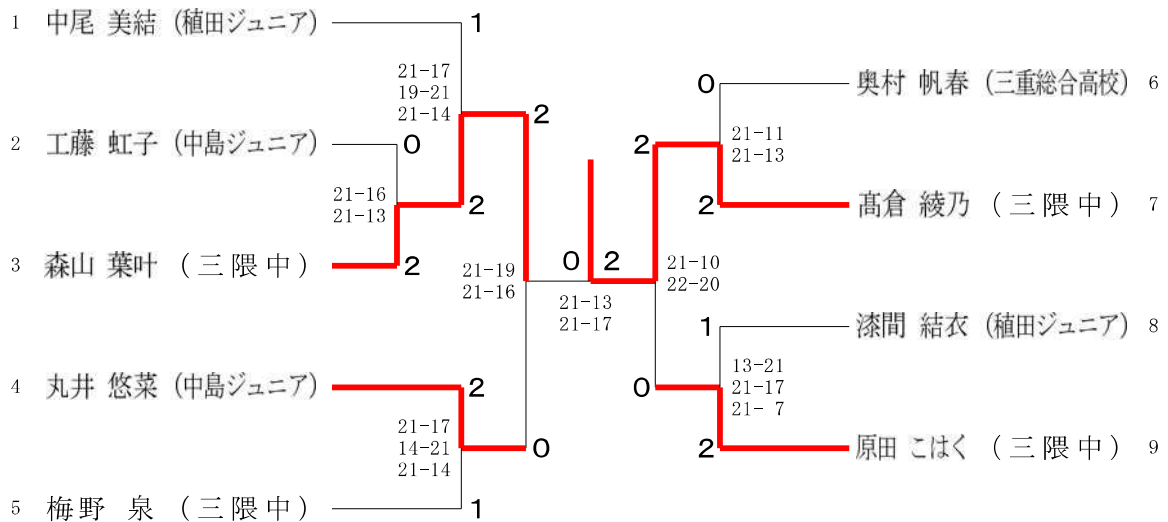 1 中尾 美結 (稙田ジュニア) 1
21-17
19-21
21-14
2
2 工藤 虹子 (中島ジュニア) 0
21-16
21-13
2
3 森山 葉叶 (三隈中) 2
21-19
21-16
4 丸井 悠菜 (中島ジュニア) 2
21-17
14-21
21-14
0
5 梅野 泉 (三隈中) 1
0 2
21-13
21-17
0 奥村 帆春 (三重総合高校) 6
2
21-11
21-13
2 髙倉 綾乃 (三隈中) 7
21-10
22-20
1 漆間 結衣 (稙田ジュニア) 8
0
13-21
21-17
21- 7
2 原田 こはく (三隈中) 9